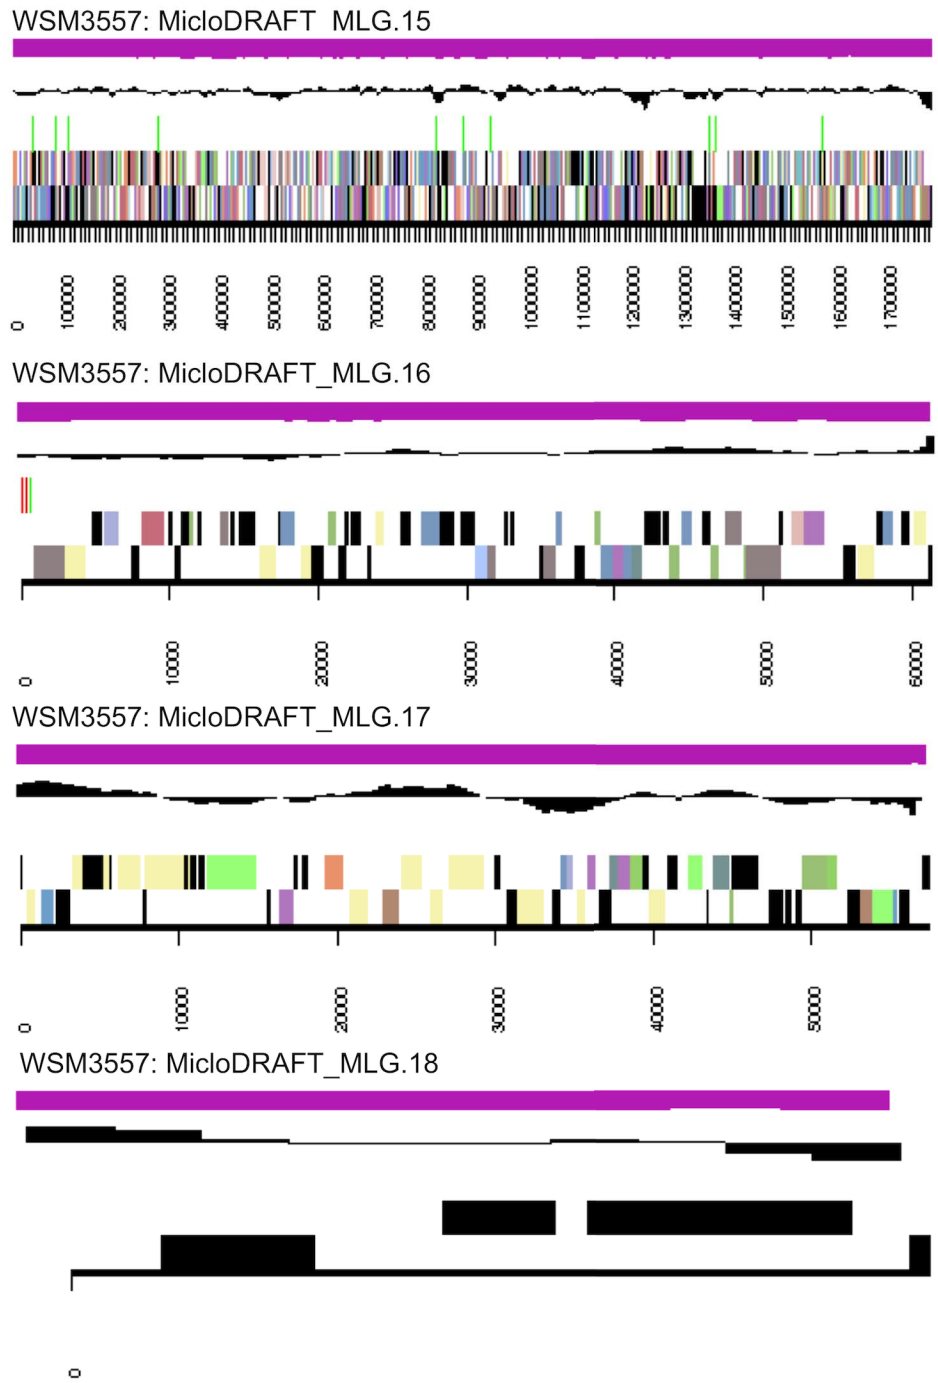 WSM3557: MicloDRAFT MLG.15
0 100000 200000 300000 400000 500000 600000 700000 800000 900000 1000000 1100000 1200000 1300000 1400000 1500000 1600000 1700000
WSM3557: MicloDRAFT_MLG.16
0 10000 20000 30000 40000 50000 60000
WSM3557: MicloDRAFT_MLG.17
0 10000 20000 30000 40000 50000
WSM3557: MicloDRAFT_MLG.18
0